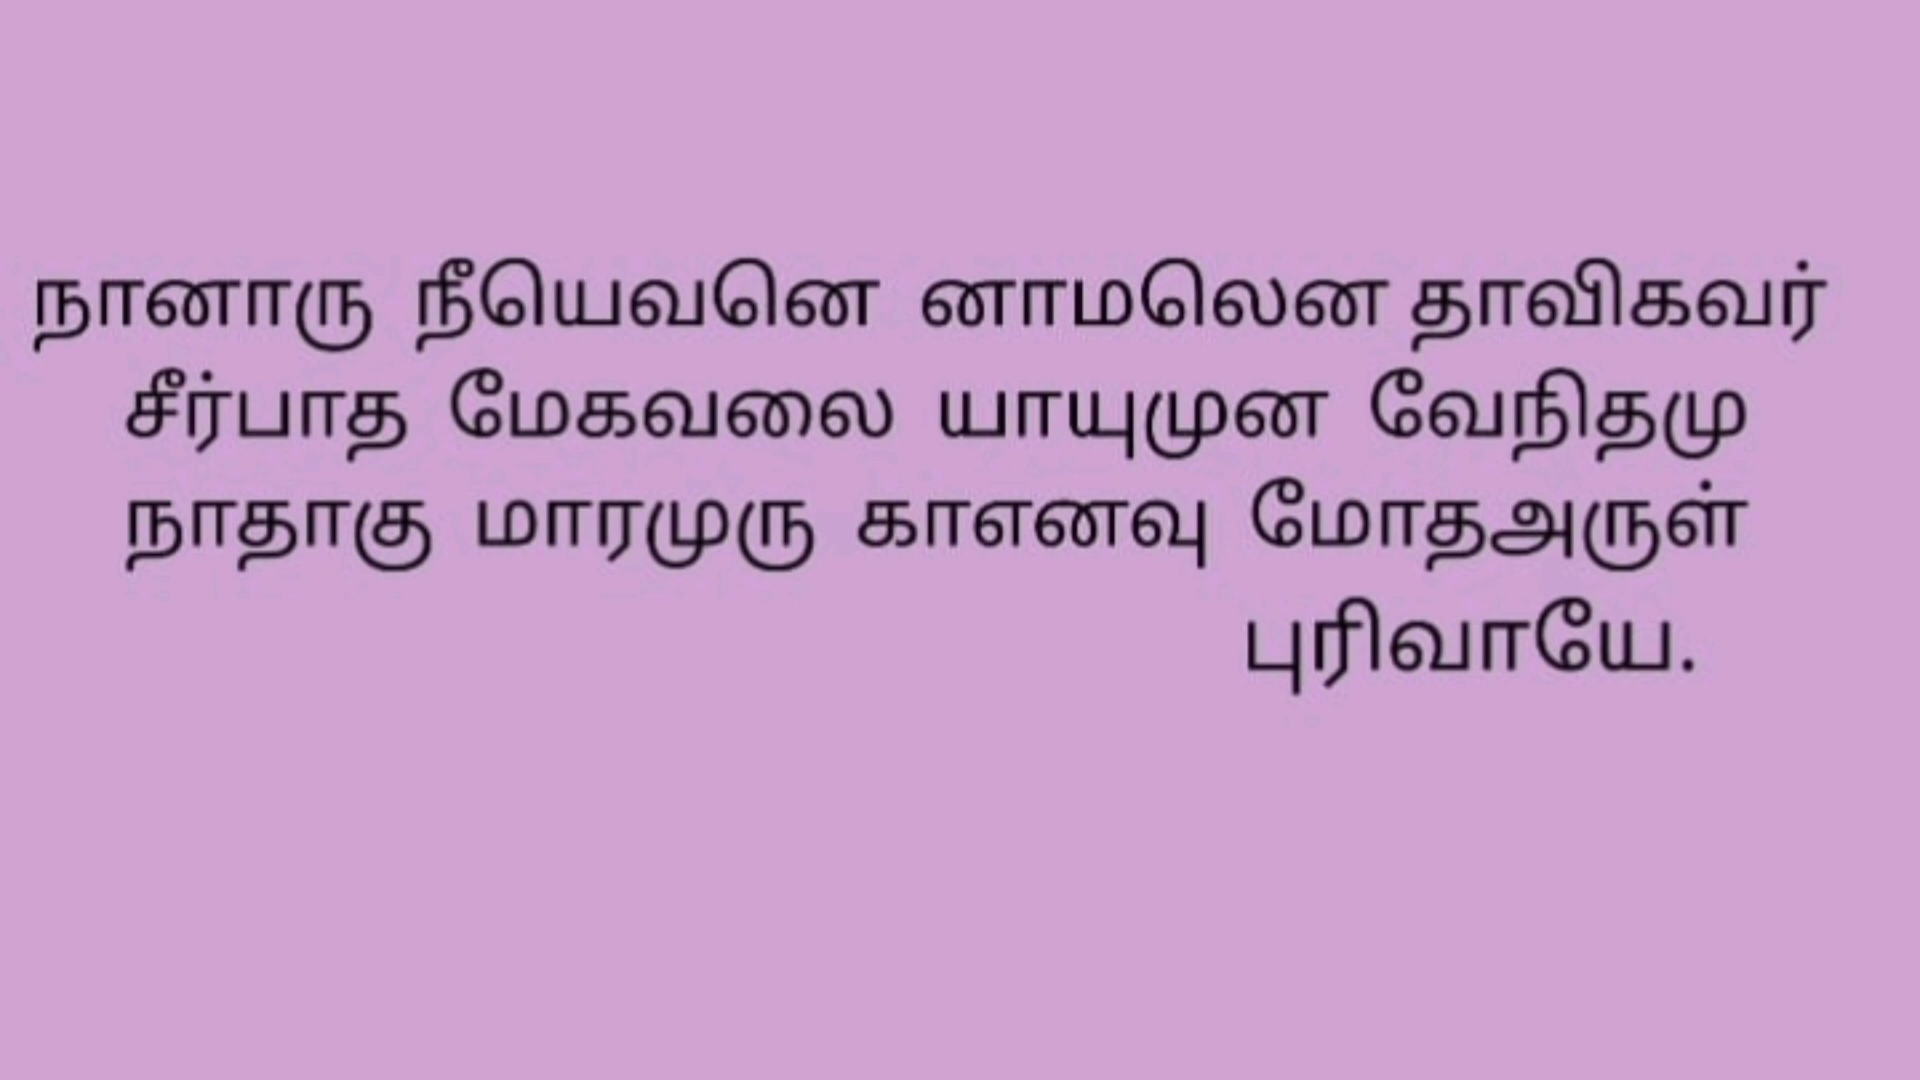 நானாரு நீயெவனெ னாமலென தாவிகவர்
சீர்பாத மேகவலை யாயுமுன வேநிதமு
நாதாகு மாரமுரு காஎனவு மோதஅருள்
புரிவாயே.